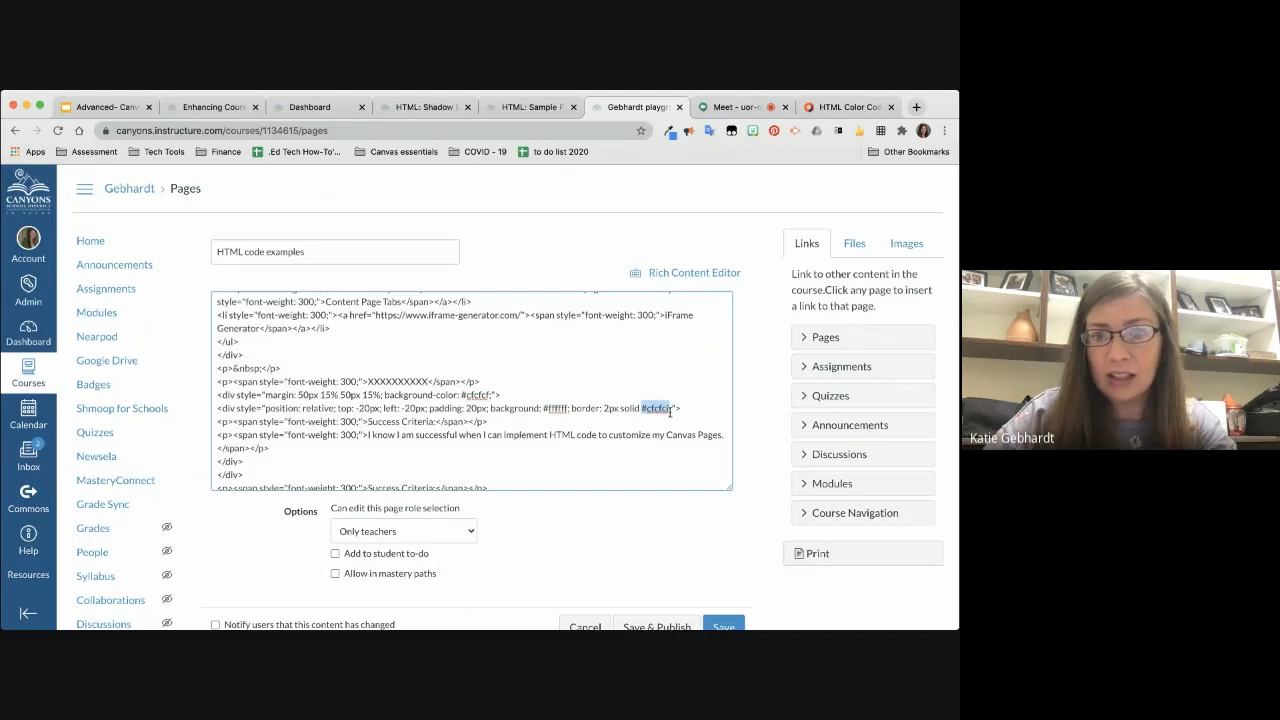 Advanced- Canv
Enhancing Cours
Dashboard
HTML: Shadow
HTML: Sample P
Gebhardt playgr
Meet - uor-n
HTML Color Co
canyons.instructure.com/courses/1134615/pages
Apps
Assessment
Tech Tools
Finance
.Ed Tech How-To'...
Canvas essentials
COVID - 19
to do list 2020
Other Bookmarks
CANYONS
Account
Admin
Dashboard
Courses
Calendar
2
Inbox
Commons
Help
Resources
Gebhardt › Pages
Home
Announcements
Assignments
Modules
Nearpod
Google Drive
Badges
Shmoop for Schools
Quizzes
Newsela
MasteryConnect
Grade Sync
Grades
People
Syllabus
Collaborations
Discussions
HTML code examples
Rich Content Editor
style="font-weight: 300;">Content Page Tabs</span></a></li>
<li style="font-weight: 300;"><a href="https://www.iframe-generator.com/"><span style="font-weight: 300;">iFrame
Generator</span></a></li>
</ul>
</div>
<p>&nbsp;</p>
<p><span style="font-weight: 300;">XXXXXXXXXX</span></p>
<div style="margin: 50px 15% 50px 15%; background-color: #cfcfcf;">
<div style="position: relative; top: -20px; left: -20px; padding: 20px; background: #ffffff; border: 2px solid #cfcfcf;">
<p><span style="font-weight: 300;">Success Criteria:</span></p>
<p><span style="font-weight: 300;">I know I am successful when I can implement HTML code to customize my Canvas Pages.
</span></p>
</div>
</div>
<p><span style="font-weight: 300;">Success Criteria:</span></p>
Options
Can edit this page role selection
Only teachers
Add to student to-do
Allow in mastery paths
Notify users that this content has changed
Cancel
Save & Publish
Save
Links
Files
Images
Link to other content in the
course.Click any page to insert
a link to that page.
Pages
Assignments
Quizzes
Announcements
Discussions
Modules
Course Navigation
Print
Katie Gebhardt